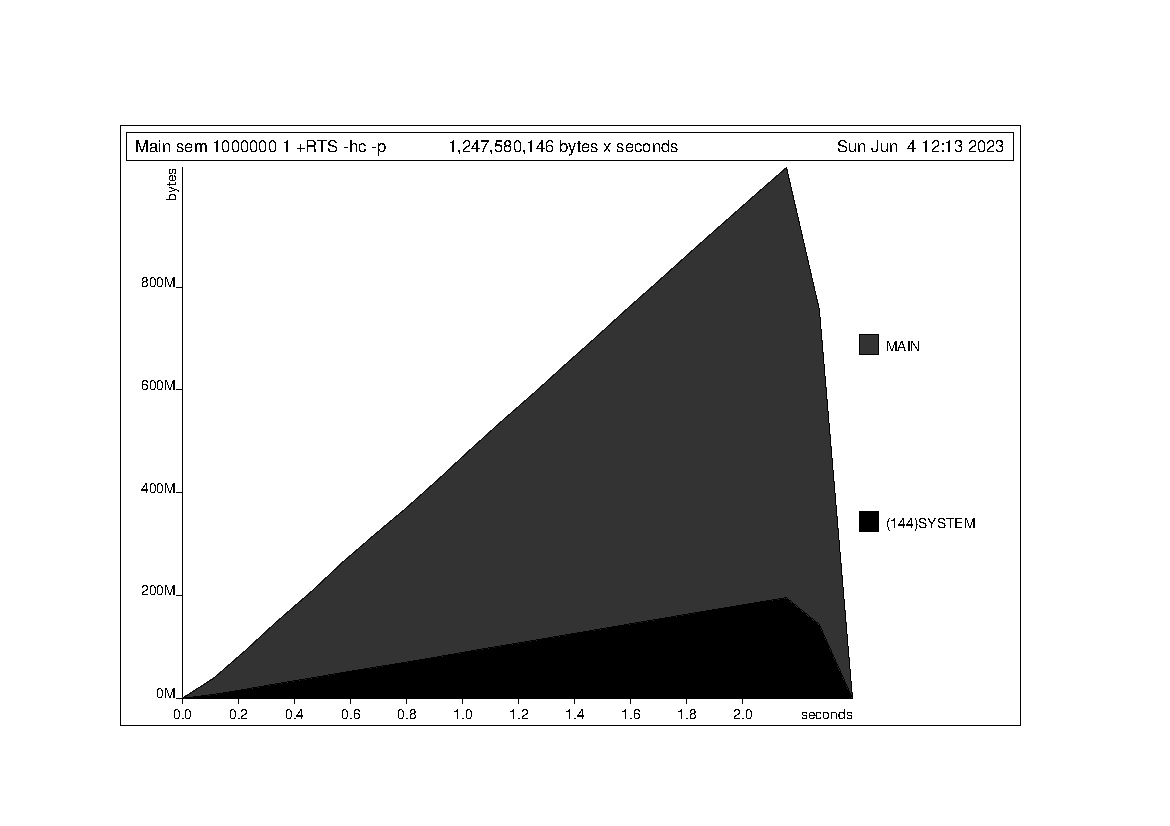 Main sem 1000000 1 +RTS -hc -p 1,247,580,146 bytes x seconds Sun Jun 4 12:13 2023
bytes
800M
600M
400M
200M
0M
MAIN
(144)SYSTEM
0.0 0.2 0.4 0.6 0.8 1.0 1.2 1.4 1.6 1.8 2.0 seconds